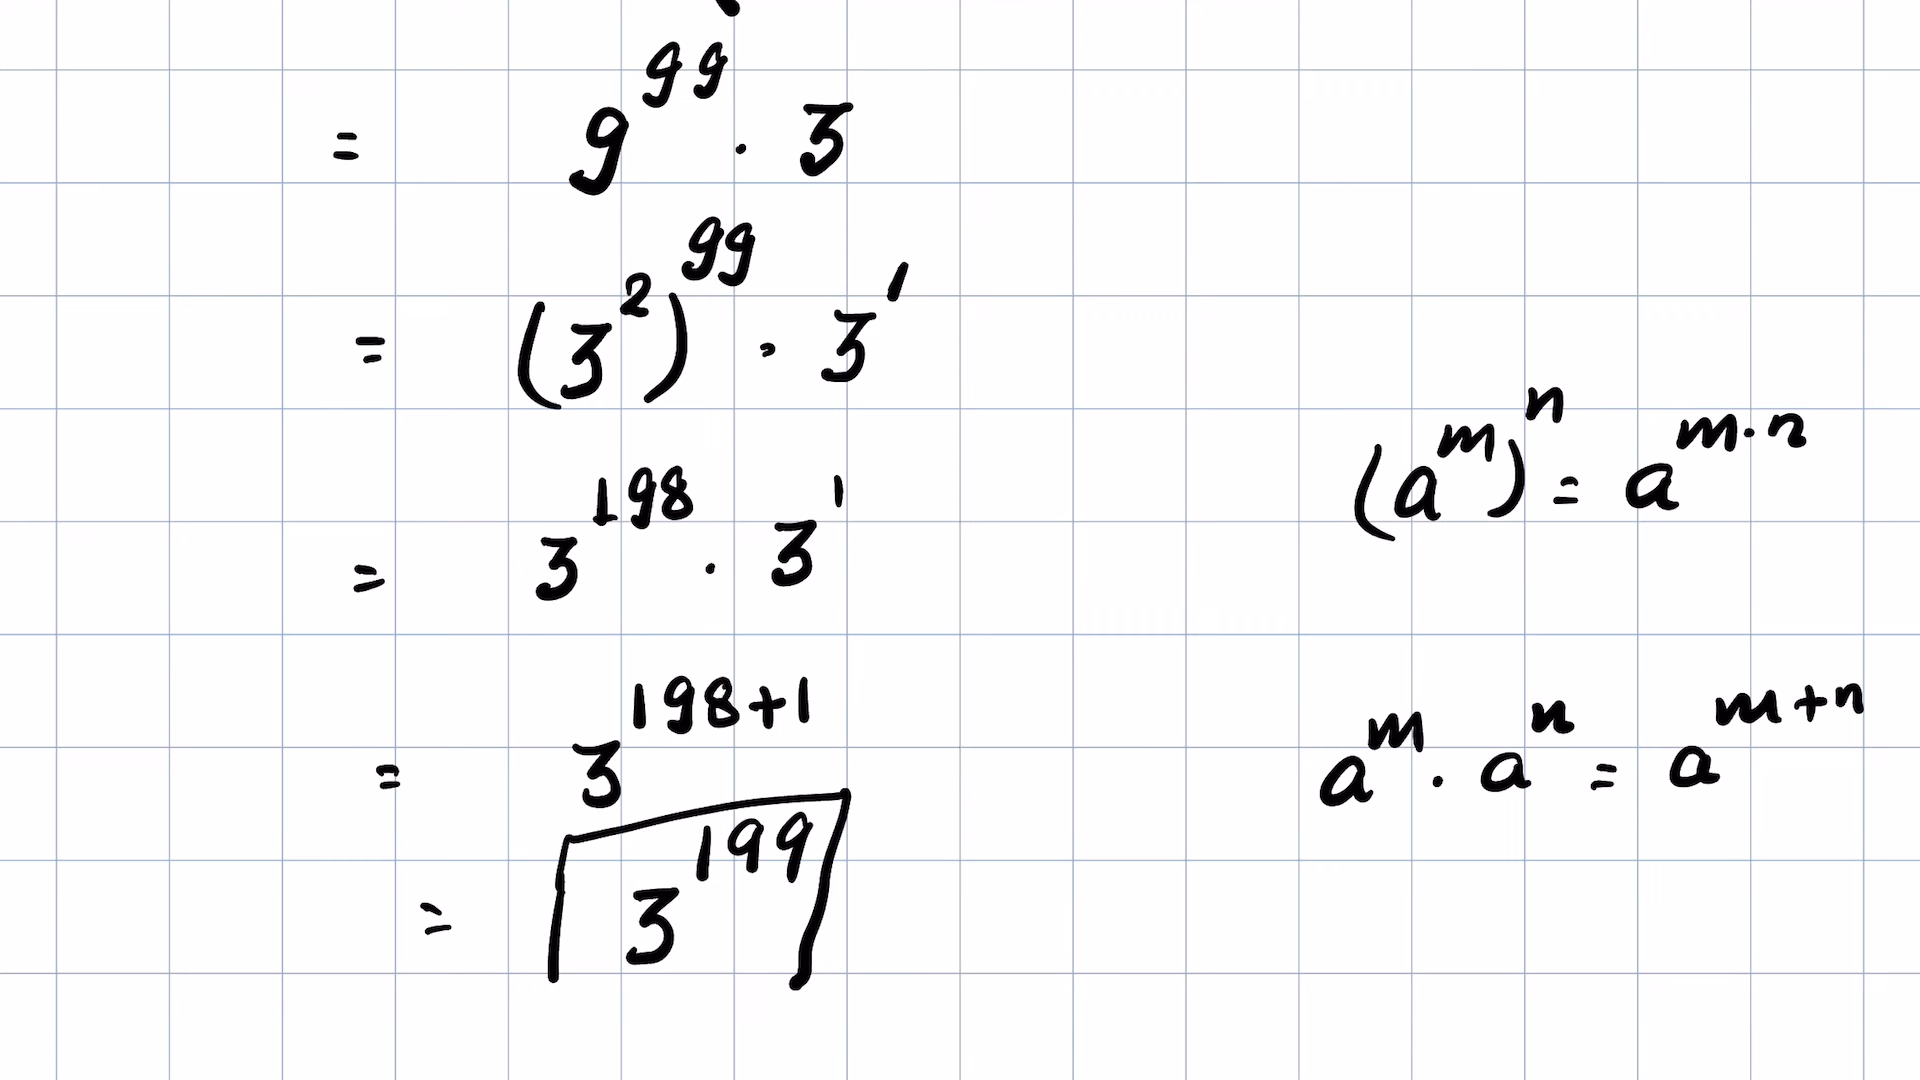 = 9^99 · 3
= (3^2)^99 · 3^1
(a^m)^n = a^m·n
= 3^198 · 3^1
= 3^198+1
a^m · a^n = a^m+n
= 3^199